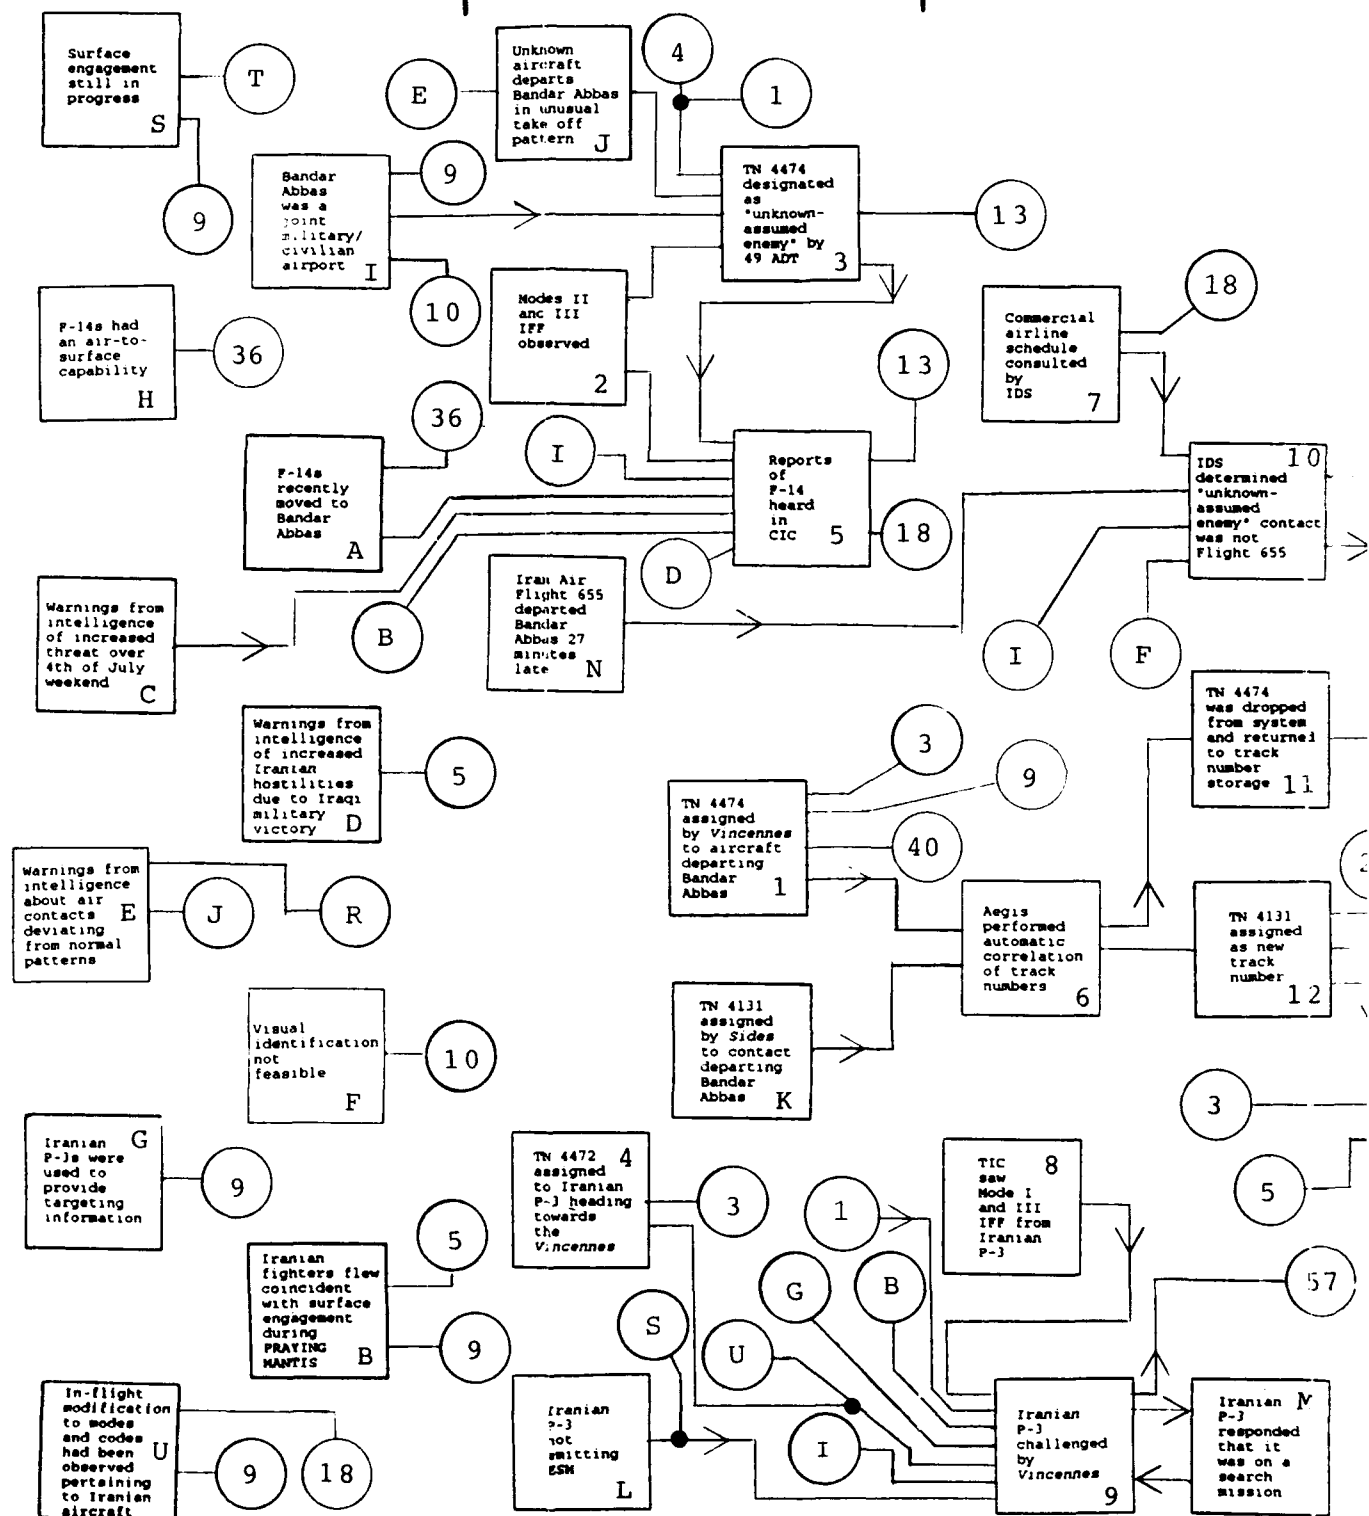 Surface
engagement
still in
progress
S
T
9
Unknown
aircraft
departs
Bandar Abbas
in unusual
take off
pattern
J
E
4
1
Bandar
Abbas
was a
joint
military/
civilian
airport
I
9
10
TN 4474
designated
as
"unknown-
assumed
enemy" by
49 ADT
3
13
F-14s had
an air-to-
surface
capability
H
36
Modes II
and III
IFF
observed
2
Commercial
airline
schedule
consulted
by
IDS
7
18
13
F-14s
recently
moved to
Bandar
Abbas
A
36
I
Reports
of
F-14
heard
in
CIC
5
18
D
B
IDS
determined
"unknown-
assumed
enemy" contact
was not
Flight 655
10
I
F
Warnings from
intelligence
of increased
threat over
4th of July
weekend
C
Iran Air
Flight 655
departed
Bandar
Abbas 27
minutes
late
N
Warnings from
intelligence
of increased
Iranian
hostilities
due to Iraqi
military
victory
D
5
TN 4474
was dropped
from system
and returned
to track
number
storage
11
TN 4474
assigned
by Vincennes
to aircraft
departing
Bandar
Abbas
1
3
9
40
Warnings from
intelligence
about air
contacts
deviating
from normal
patterns
E
J
R
Aegis
performed
automatic
correlation
of track
numbers
6
TN 4131
assigned
as new
track
number
12
Visual
identification
not
feasible
F
10
TN 4131
assigned
by Sides
to contact
departing
Bandar
Abbas
K
3
5
Iranian
P-3s were
used to
provide
targeting
information
G
9
TN 4472
assigned
to Iranian
P-3 heading
towards
the
Vincennes
4
3
1
TIC
saw
Mode I
and III
IFF from
Iranian
P-3
8
57
Iranian
fighters flew
coincident
with surface
engagement
during
PRAYING
MANTIS
B
5
9
S
U
G
B
I
In-flight
modification
to modes
and codes
had been
observed
pertaining
to Iranian
aircraft
U
9
18
Iranian
P-3
not
emitting
ESM
L
Iranian
P-3
challenged
by
Vincennes
9
Iranian
P-3
responded
that it
was on a
search
mission
M